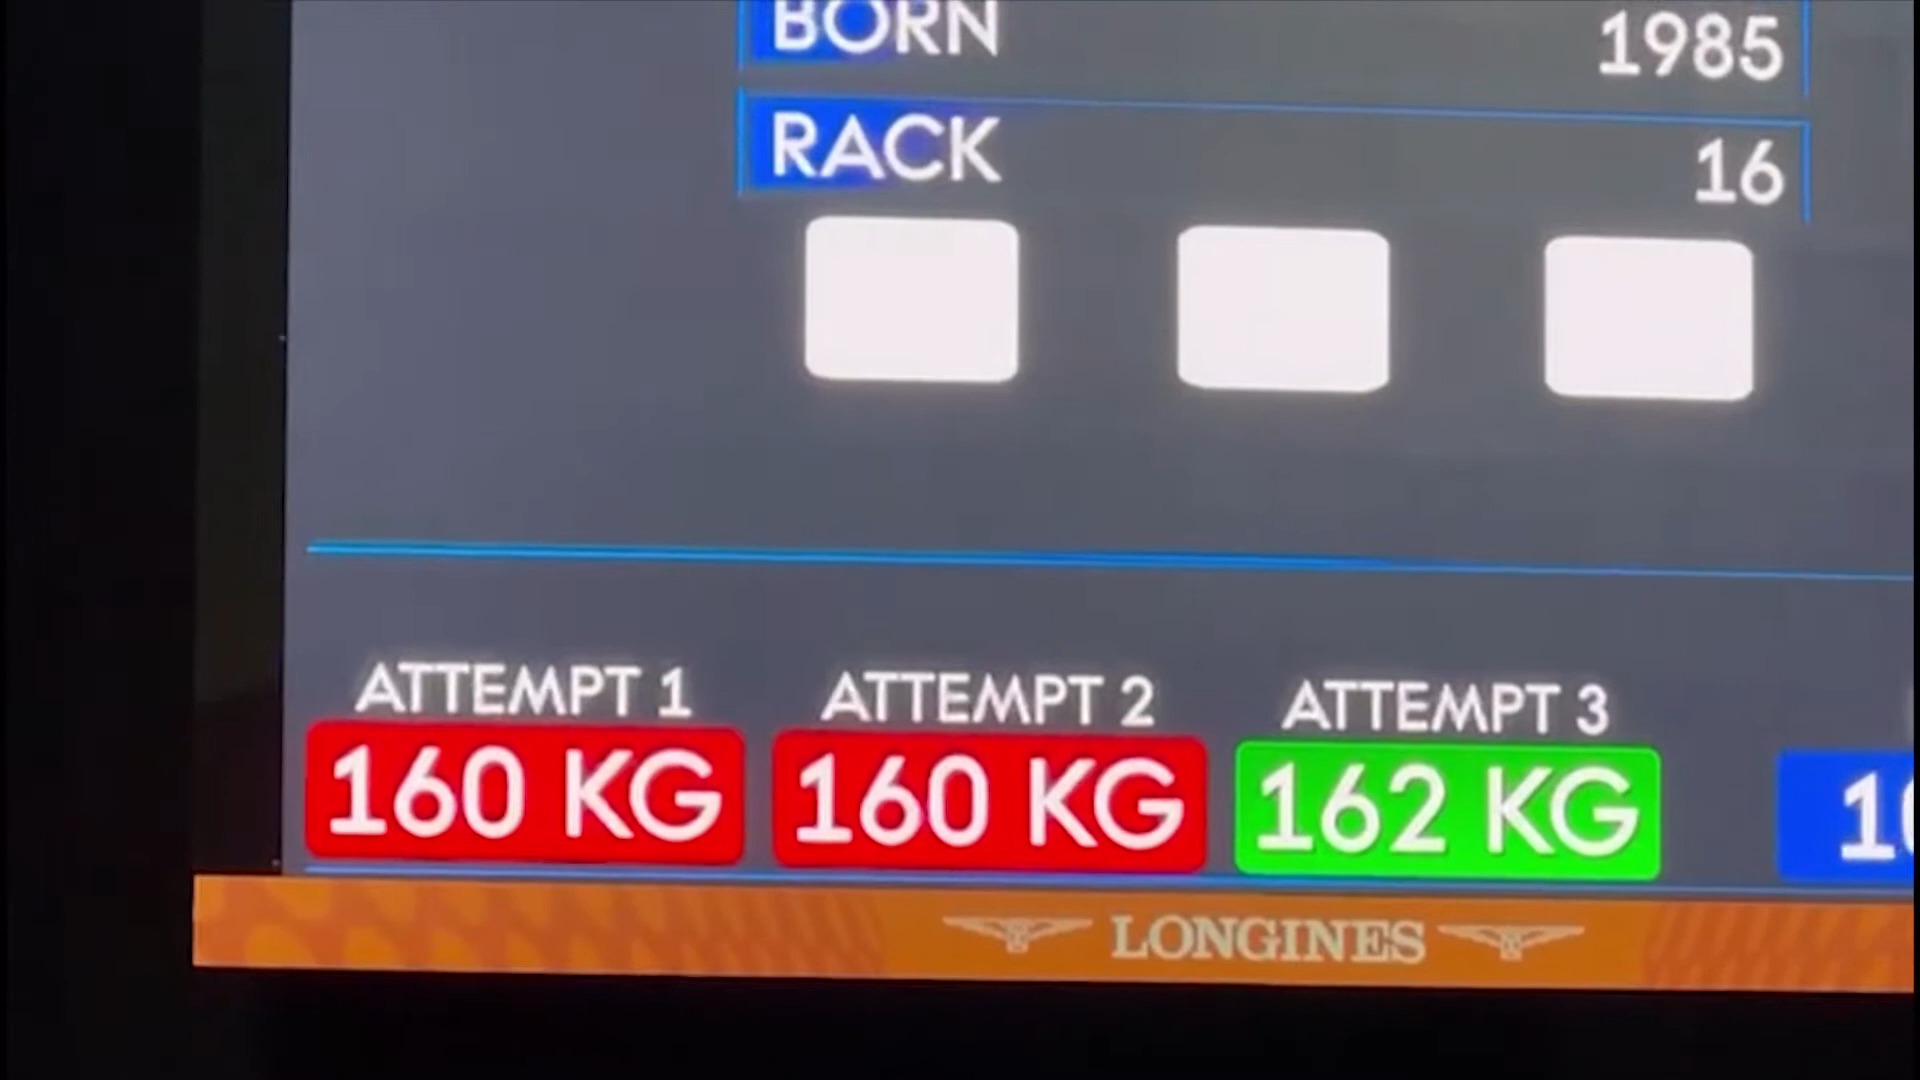 BORN 1985
RACK 16
ATTEMPT 1 ATTEMPT 2 ATTEMPT 3
160 KG 160 KG 162 KG
LONGINES